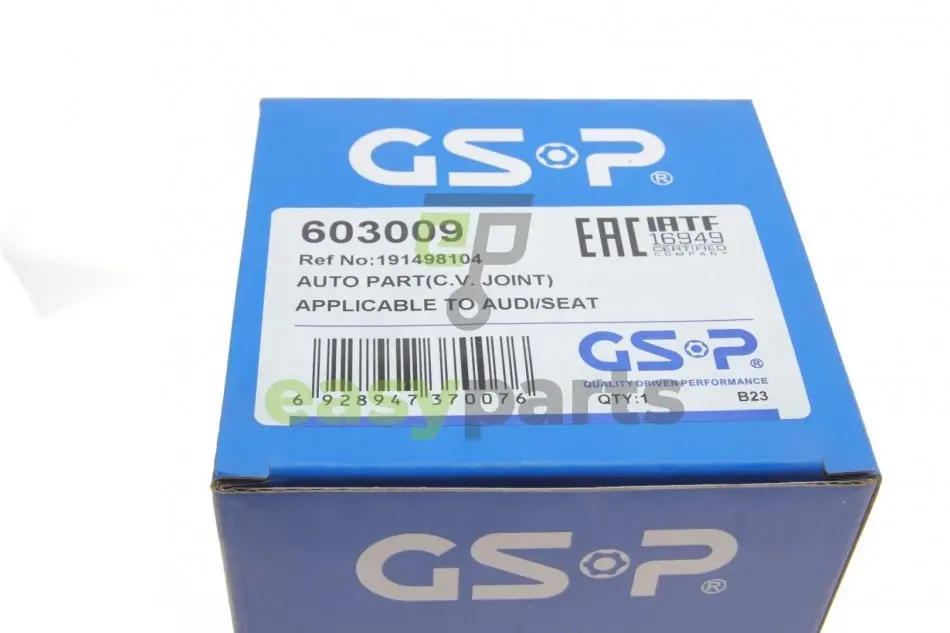 GS·P®
603009
Ref No:191498104
AUTO PART(C.V. JOINT)
APPLICABLE TO AUDI/SEAT
EAC IATF
16949
CERTIFIED
COMPANY
GS·P®
QUALITY DRIVEN PERFORMANCE
QTY:1 B23
6 928947 370076
easyparts
GS·P®